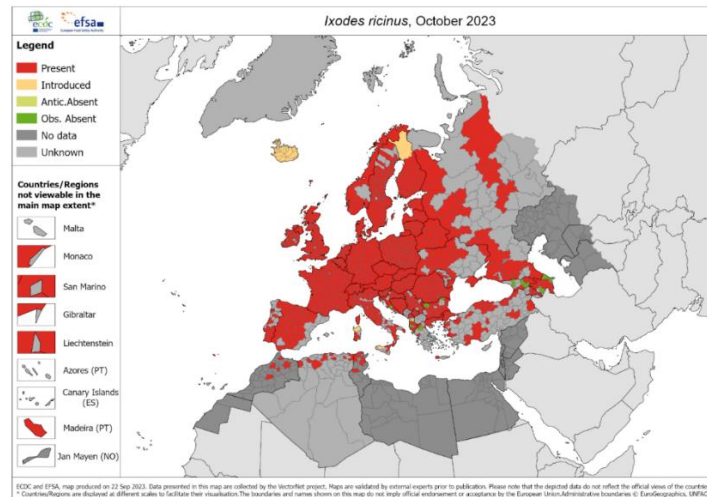 ecdc
efsa
European Food Safety Authority
Ixodes ricinus, October 2023
Legend
Present
Introduced
Antic.Absent
Obs. Absent
No data
Unknown
Countries/Regions
not viewable in the
main map extent*
Malta
Monaco
San Marino
Gibraltar
Liechtenstein
Azores (PT)
Canary Islands
(ES)
Madeira (PT)
Jan Mayen (NO)
ECDC and EFSA, map produced on 22 Sep 2023. Data presented in this map are collected by the VectorNet project. Maps are validated by external experts prior to publication. Please note that the depicted data do not reflect the official views of the countrie
* Countries/Regions are displayed at different scales to facilitate their visualisation.The boundaries and names shown on this map do not imply official endorsement or acceptance by the European Union.Administrative boundaries © EuroGeographics, UNFAO